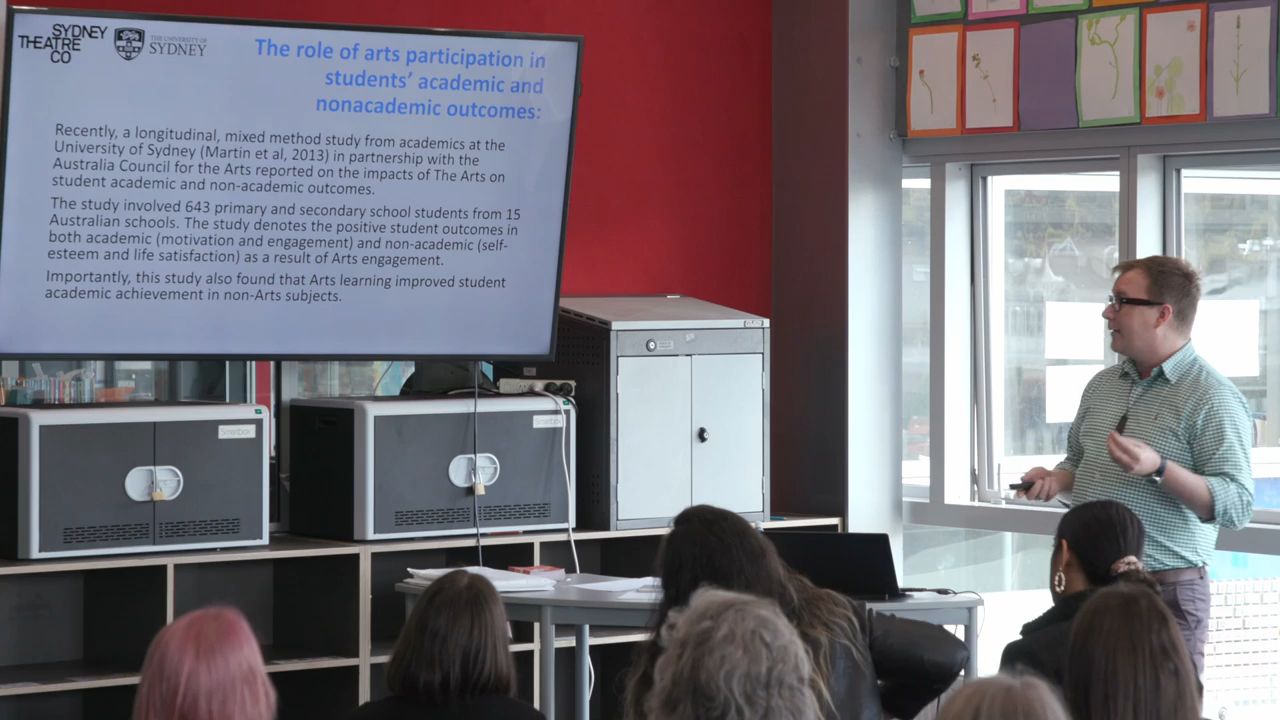 SYDNEY
THEATRE
CO
THE UNIVERSITY OF
SYDNEY
The role of arts participation in
students' academic and
nonacademic outcomes:
Recently, a longitudinal, mixed method study from academics at the
University of Sydney (Martin et al, 2013) in partnership with the
Australia Council for the Arts reported on the impacts of The Arts on
student academic and non-academic outcomes.
The study involved 643 primary and secondary school students from 15
Australian schools. The study denotes the positive student outcomes in
both academic (motivation and engagement) and non-academic (self-
esteem and life satisfaction) as a result of Arts engagement.
Importantly, this study also found that Arts learning improved student
academic achievement in non-Arts subjects.
Smartbox
Smartbox